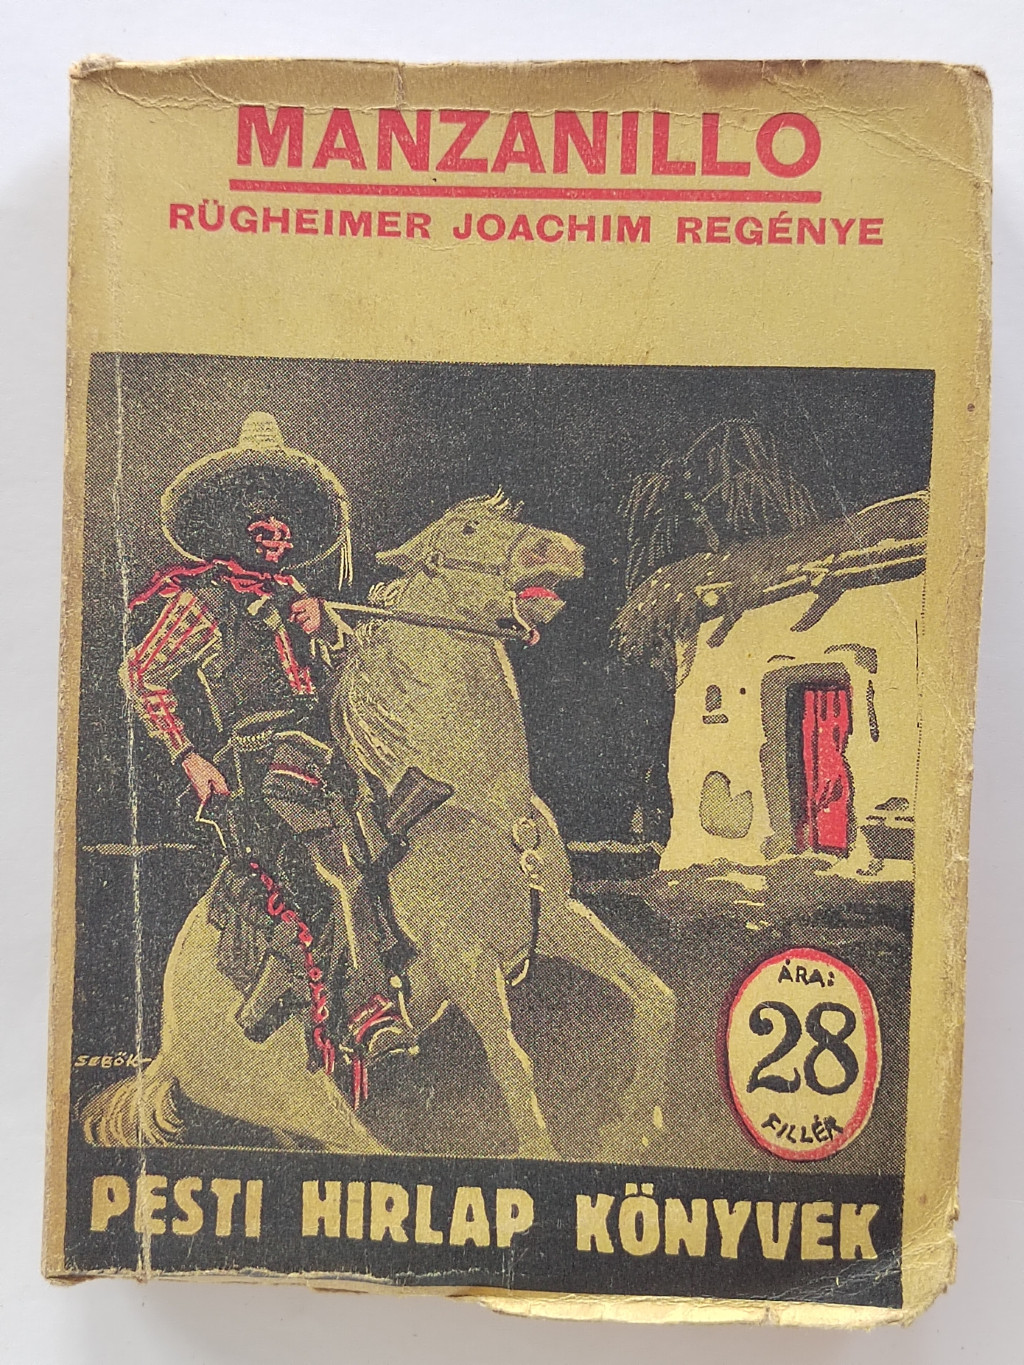 MANZANILLO
RÜGHEIMER JOACHIM REGÉNYE
SEBŐK
ÁRA:
28
FILLÉR
PESTI HIRLAP KÖNYVEK